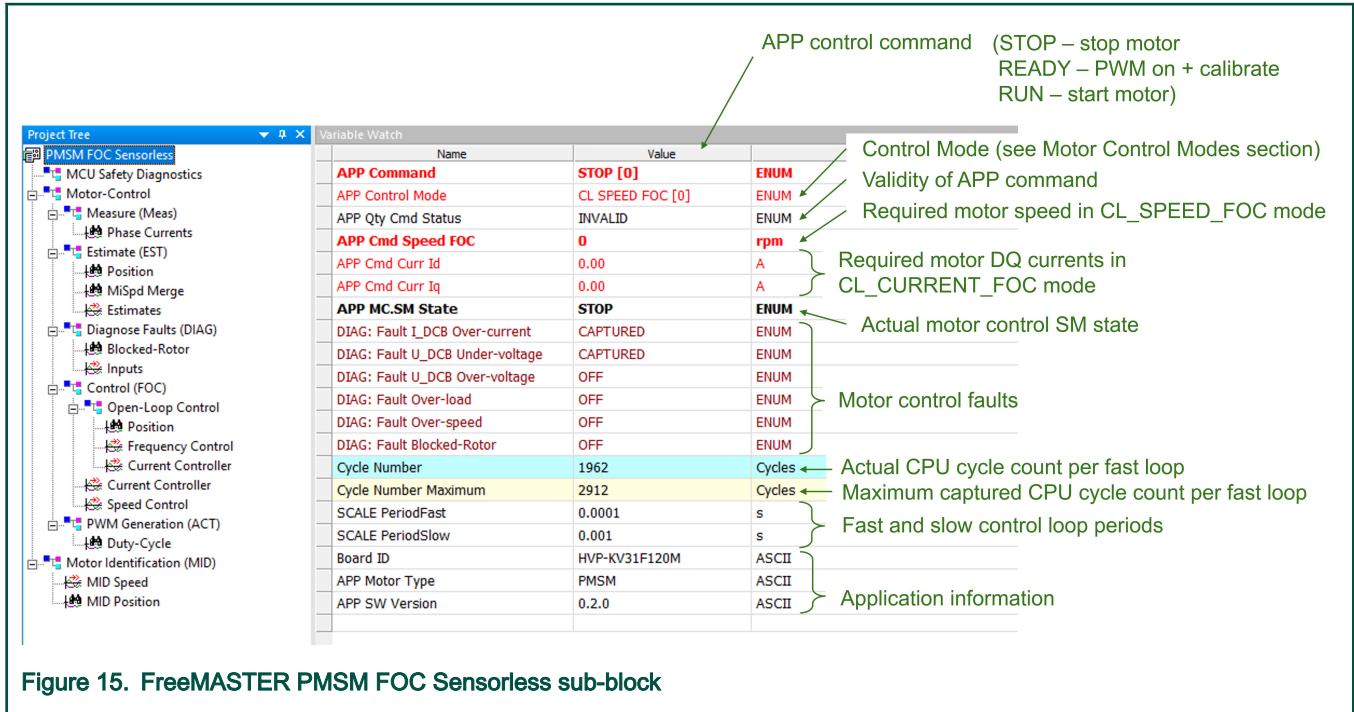 APP control command (STOP – stop motor
READY – PWM on + calibrate
RUN – start motor)
Project Tree
PMSM FOC Sensorless
MCU Safety Diagnostics
Motor-Control
Measure (Meas)
Phase Currents
Estimate (EST)
Position
MiSpd Merge
Estimates
Diagnose Faults (DIAG)
Blocked-Rotor
Inputs
Control (FOC)
Open-Loop Control
Position
Frequency Control
Current Controller
Current Controller
Speed Control
PWM Generation (ACT)
Duty-Cycle
Motor Identification (MID)
MID Speed
MID Position
Variable Watch
Name Value
APP Command STOP [0] ENUM
APP Control Mode CL SPEED FOC [0] ENUM
APP Qty Cmd Status INVALID ENUM
APP Cmd Speed FOC 0 rpm
APP Cmd Curr Id 0.00 A
APP Cmd Curr Iq 0.00 A
APP MC.SM State STOP ENUM
DIAG: Fault I_DCB Over-current CAPTURED ENUM
DIAG: Fault U_DCB Under-voltage CAPTURED ENUM
DIAG: Fault U_DCB Over-voltage OFF ENUM
DIAG: Fault Over-load OFF ENUM
DIAG: Fault Over-speed OFF ENUM
DIAG: Fault Blocked-Rotor OFF ENUM
Cycle Number 1962 Cycles
Cycle Number Maximum 2912 Cycles
SCALE PeriodFast 0.0001 s
SCALE PeriodSlow 0.001 s
Board ID HVP-KV31F120M ASCII
APP Motor Type PMSM ASCII
APP SW Version 0.2.0 ASCII
Control Mode (see Motor Control Modes section)
Validity of APP command
Required motor speed in CL_SPEED_FOC mode
Required motor DQ currents in
CL_CURRENT_FOC mode
Actual motor control SM state
Motor control faults
Actual CPU cycle count per fast loop
Maximum captured CPU cycle count per fast loop
Fast and slow control loop periods
Application information
Figure 15. FreeMASTER PMSM FOC Sensorless sub-block